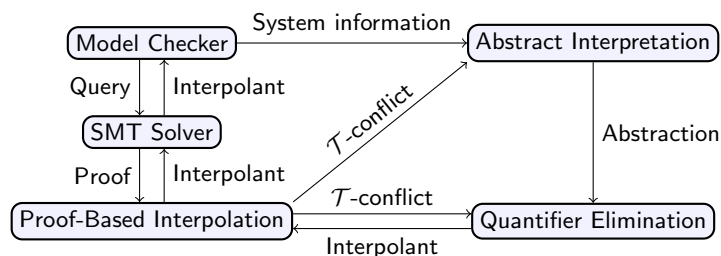 System information
Model Checker
Abstract Interpretation
Query
Interpolant
𝒯-conflict
SMT Solver
Abstraction
Proof
Interpolant
𝒯-conflict
Proof-Based Interpolation
Quantifier Elimination
Interpolant